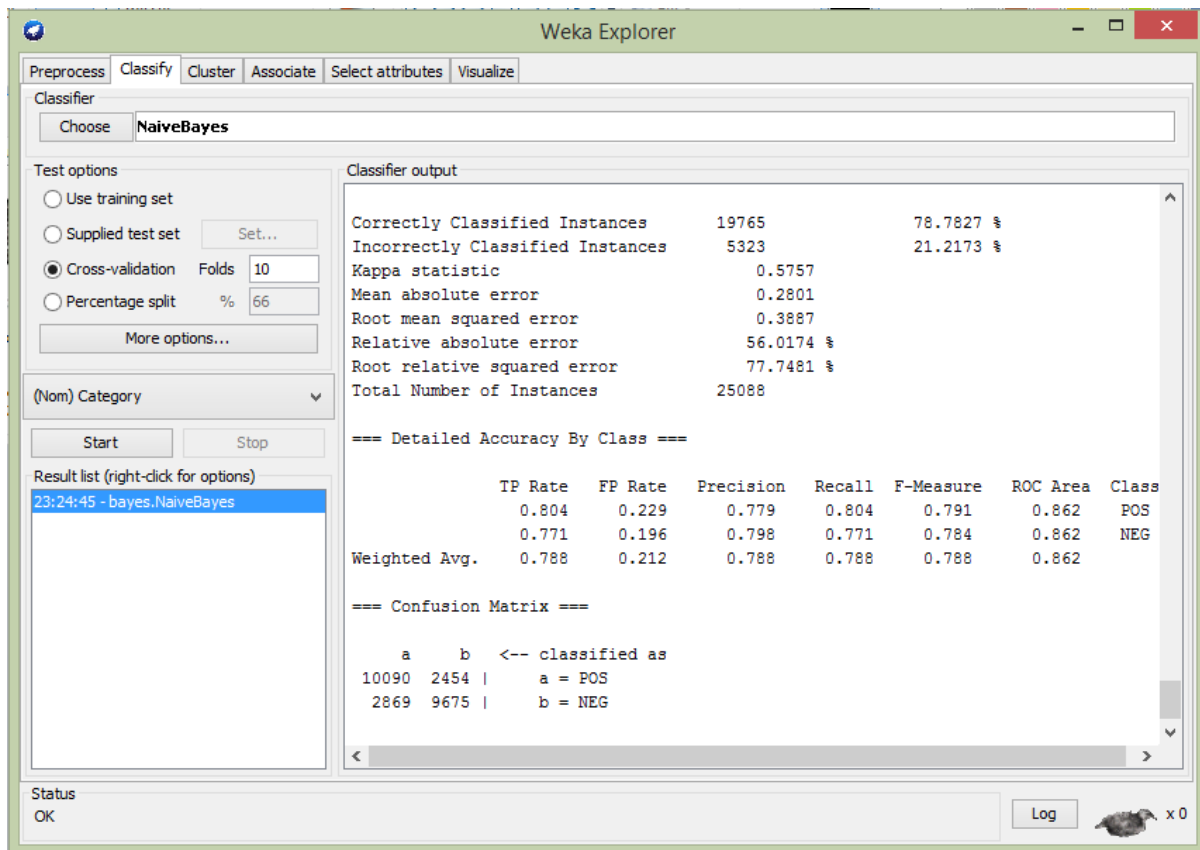 Weka Explorer
Preprocess Classify Cluster Associate Select attributes Visualize
Classifier
Choose NaiveBayes
Test options
Use training set
Supplied test set Set...
Cross-validation Folds 10
Percentage split % 66
More options...
(Nom) Category
Start Stop
Result list (right-click for options)
23:24:45 - bayes.NaiveBayes
Classifier output
Correctly Classified Instances 19765 78.7827 %
Incorrectly Classified Instances 5323 21.2173 %
Kappa statistic 0.5757
Mean absolute error 0.2801
Root mean squared error 0.3887
Relative absolute error 56.0174 %
Root relative squared error 77.7481 %
Total Number of Instances 25088
=== Detailed Accuracy By Class ===
TP Rate FP Rate Precision Recall F-Measure ROC Area Class
0.804 0.229 0.779 0.804 0.791 0.862 POS
0.771 0.196 0.798 0.771 0.784 0.862 NEG
Weighted Avg. 0.788 0.212 0.788 0.788 0.788 0.862
=== Confusion Matrix ===
a b <-- classified as
10090 2454 | a = POS
2869 9675 | b = NEG
Status
OK
Log
x 0